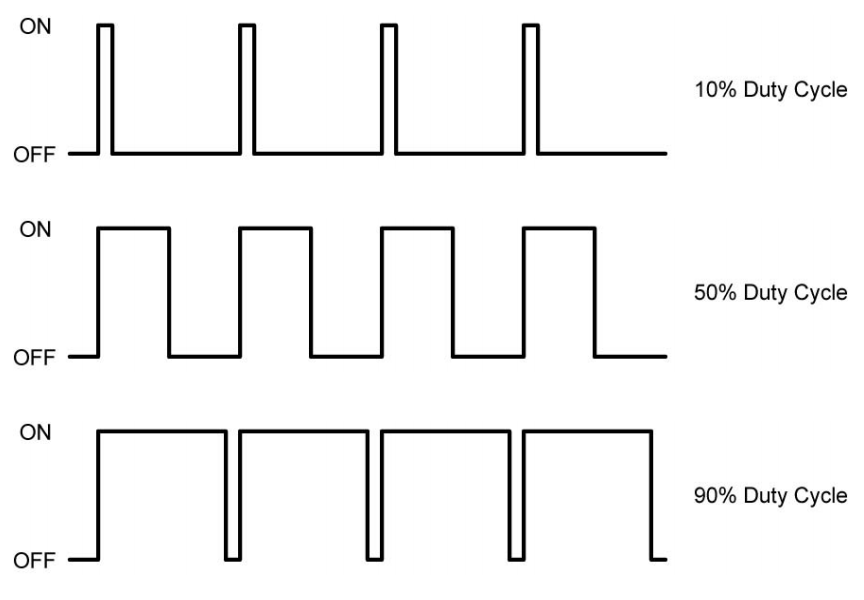 ON
10% Duty Cycle
OFF
ON
50% Duty Cycle
OFF
ON
90% Duty Cycle
OFF